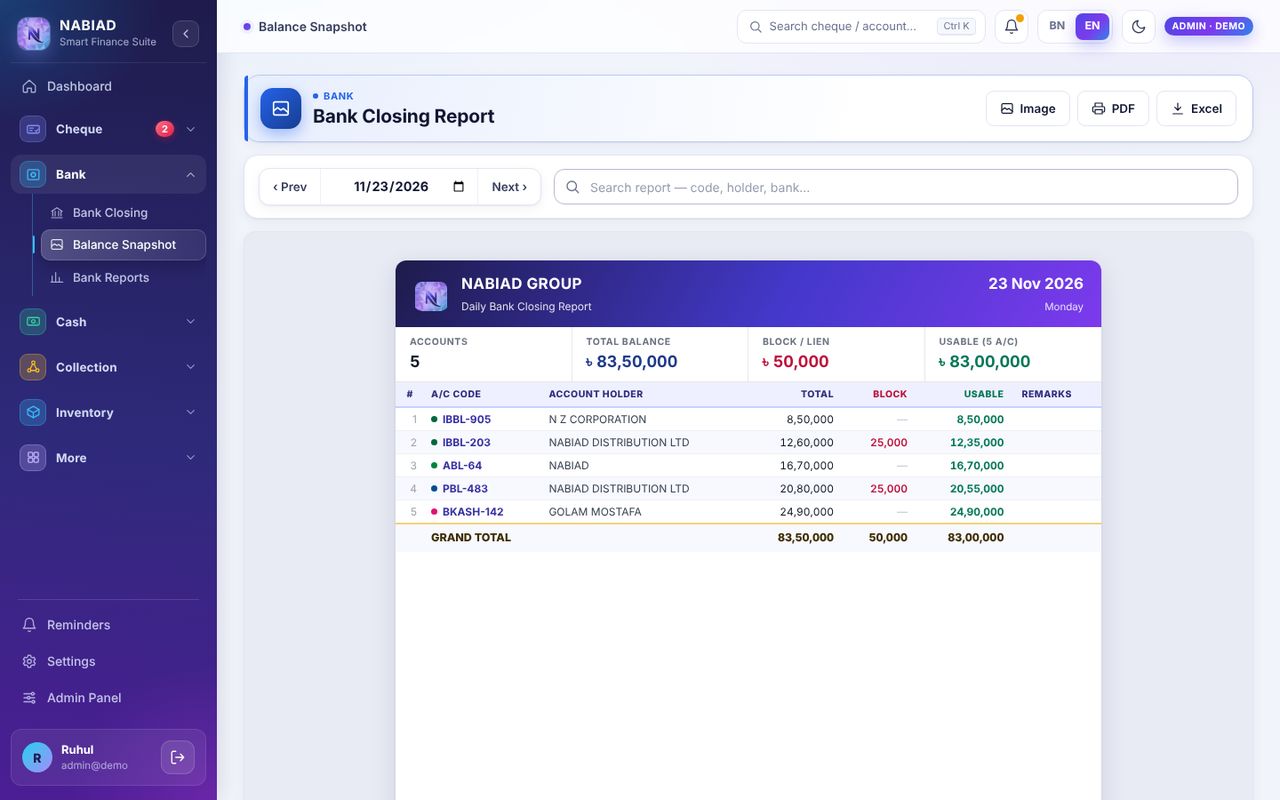 NABIAD
Smart Finance Suite
Dashboard
Cheque 2
Bank
Bank Closing
Balance Snapshot
Bank Reports
Cash
Collection
Inventory
More
Reminders
Settings
Admin Panel
R Ruhul
admin@demo
Balance Snapshot
Search cheque / account... Ctrl K
BN EN
ADMIN · DEMO
BANK
Bank Closing Report
Image PDF Excel
‹ Prev 11/23/2026 Next ›
Search report — code, holder, bank...
N NABIAD GROUP 23 Nov 2026
Daily Bank Closing Report Monday
ACCOUNTS TOTAL BALANCE BLOCK / LIEN USABLE (5 A/C)
5 ৳ 83,50,000 ৳ 50,000 ৳ 83,00,000
# A/C CODE ACCOUNT HOLDER TOTAL BLOCK USABLE REMARKS
1 IBBL-905 N Z CORPORATION 8,50,000 — 8,50,000
2 IBBL-203 NABIAD DISTRIBUTION LTD 12,60,000 25,000 12,35,000
3 ABL-64 NABIAD 16,70,000 — 16,70,000
4 PBL-483 NABIAD DISTRIBUTION LTD 20,80,000 25,000 20,55,000
5 BKASH-142 GOLAM MOSTAFA 24,90,000 — 24,90,000
GRAND TOTAL 83,50,000 50,000 83,00,000